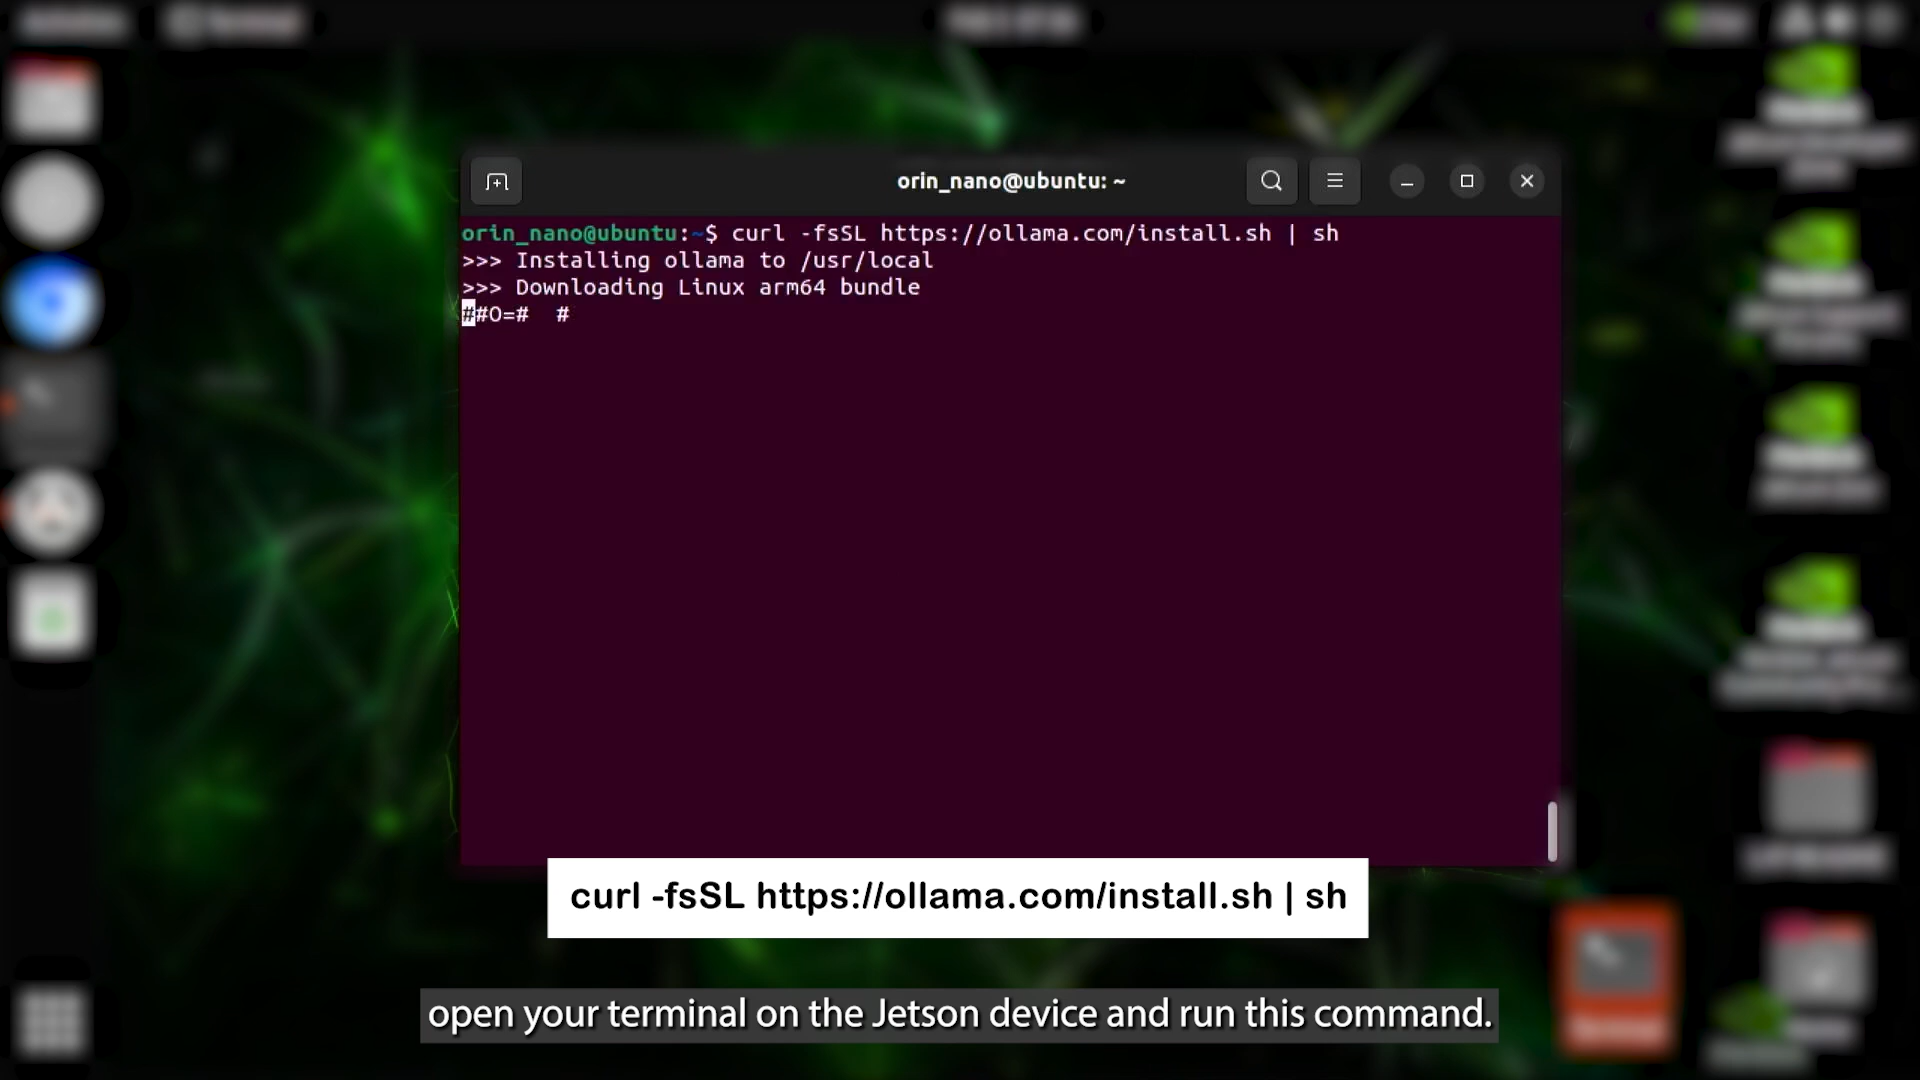 orin_nano@ubuntu: ~
orin_nano@ubuntu:~$ curl -fsSL https://ollama.com/install.sh | sh
>>> Installing ollama to /usr/local
>>> Downloading Linux arm64 bundle
##O=#  #
curl -fsSL https://ollama.com/install.sh | sh
open your terminal on the Jetson device and run this command.